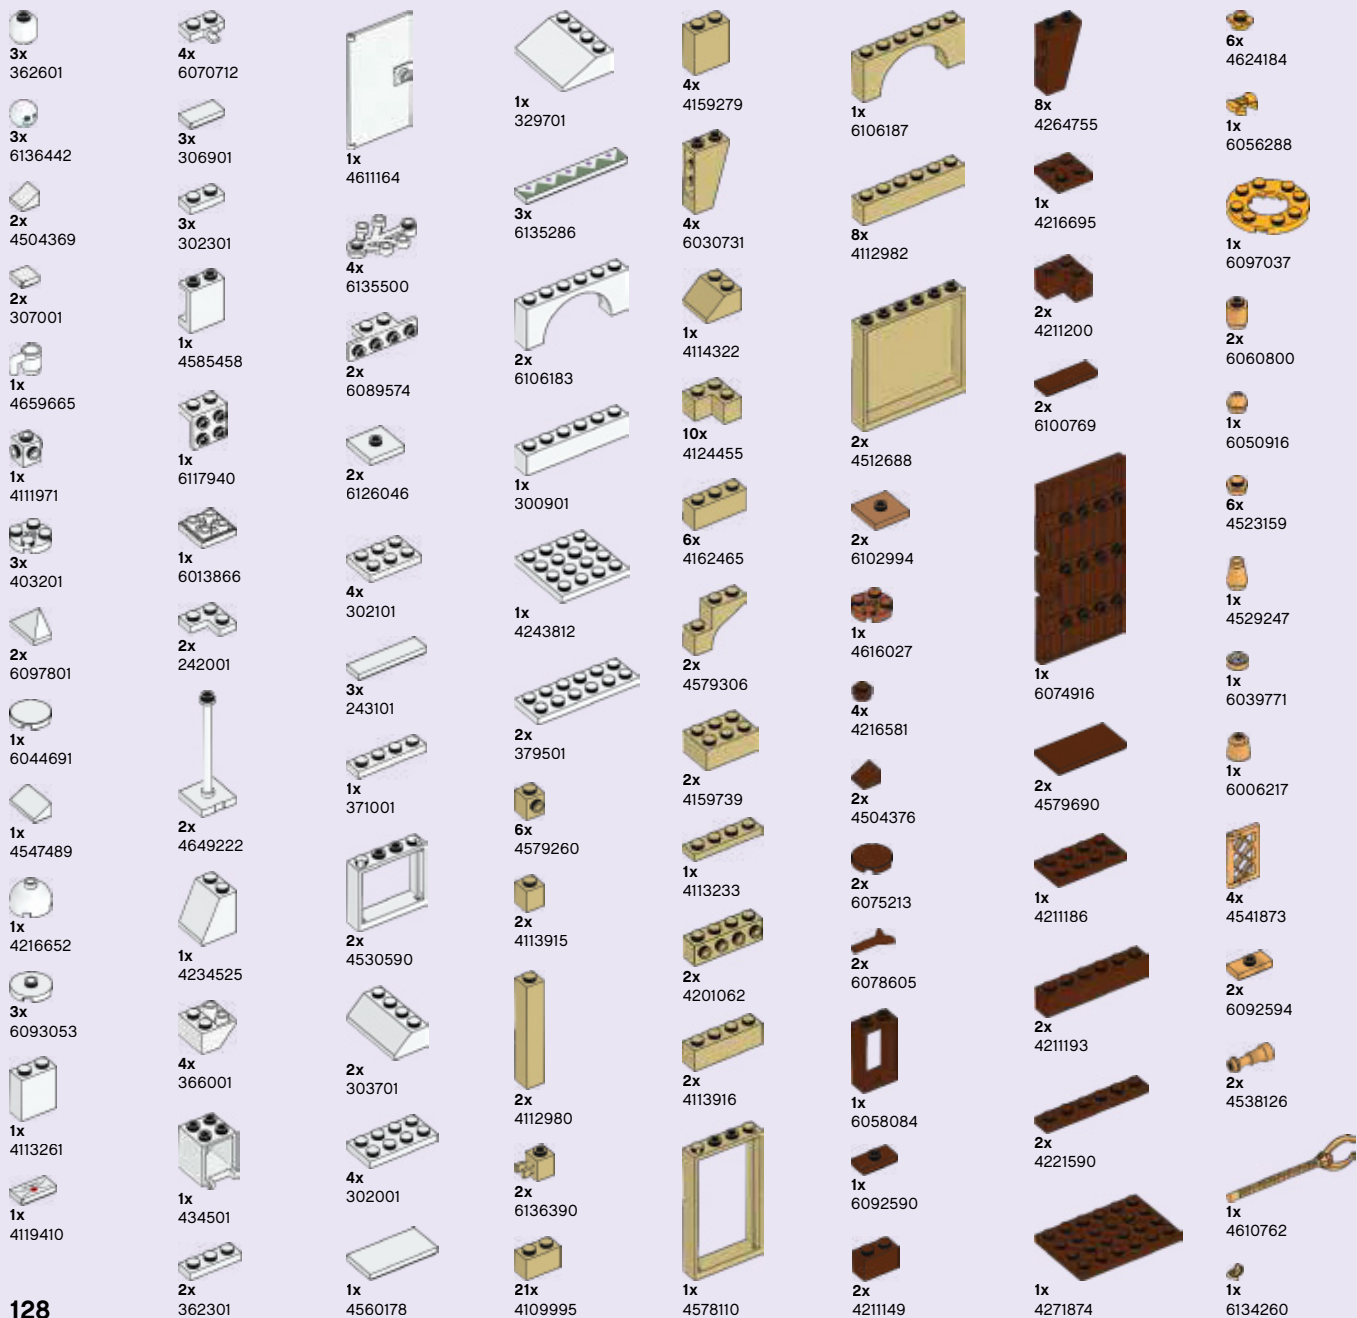 3x
362601
3x
6136442
2x
4504369
2x
307001
1x
4659665
1x
4111971
3x
403201
2x
6097801
1x
6044691
1x
4547489
1x
4216652
3x
6093053
1x
4113261
1x
4119410
128
4x
6070712
3x
306901
3x
302301
1x
4585458
1x
6117940
1x
6013866
2x
242001
2x
4649222
1x
4234525
4x
366001
1x
434501
2x
362301
1x
4611164
4x
6135500
2x
6089574
2x
6126046
4x
302101
3x
243101
1x
371001
2x
4530590
2x
303701
4x
302001
1x
4560178
1x
329701
3x
6135286
2x
6106183
1x
300901
1x
4243812
2x
379501
6x
4579260
2x
4113915
2x
4112980
2x
6136390
21x
4109995
4x
4159279
4x
6030731
1x
4114322
10x
4124455
6x
4162465
2x
4579306
2x
4159739
1x
4113233
2x
4201062
2x
4113916
1x
4578110
1x
6106187
8x
4112982
2x
4512688
2x
6102994
1x
4616027
4x
4216581
2x
4504376
2x
6075213
2x
6078605
1x
6058084
1x
6092590
2x
4211149
8x
4264755
1x
4216695
2x
4211200
2x
6100769
1x
6074916
2x
4579690
1x
4211186
2x
4211193
2x
4221590
1x
4271874
6x
4624184
1x
6056288
1x
6097037
2x
6060800
1x
6050916
6x
4523159
1x
4529247
1x
6039771
1x
6006217
4x
4541873
2x
6092594
2x
4538126
1x
4610762
1x
6134260